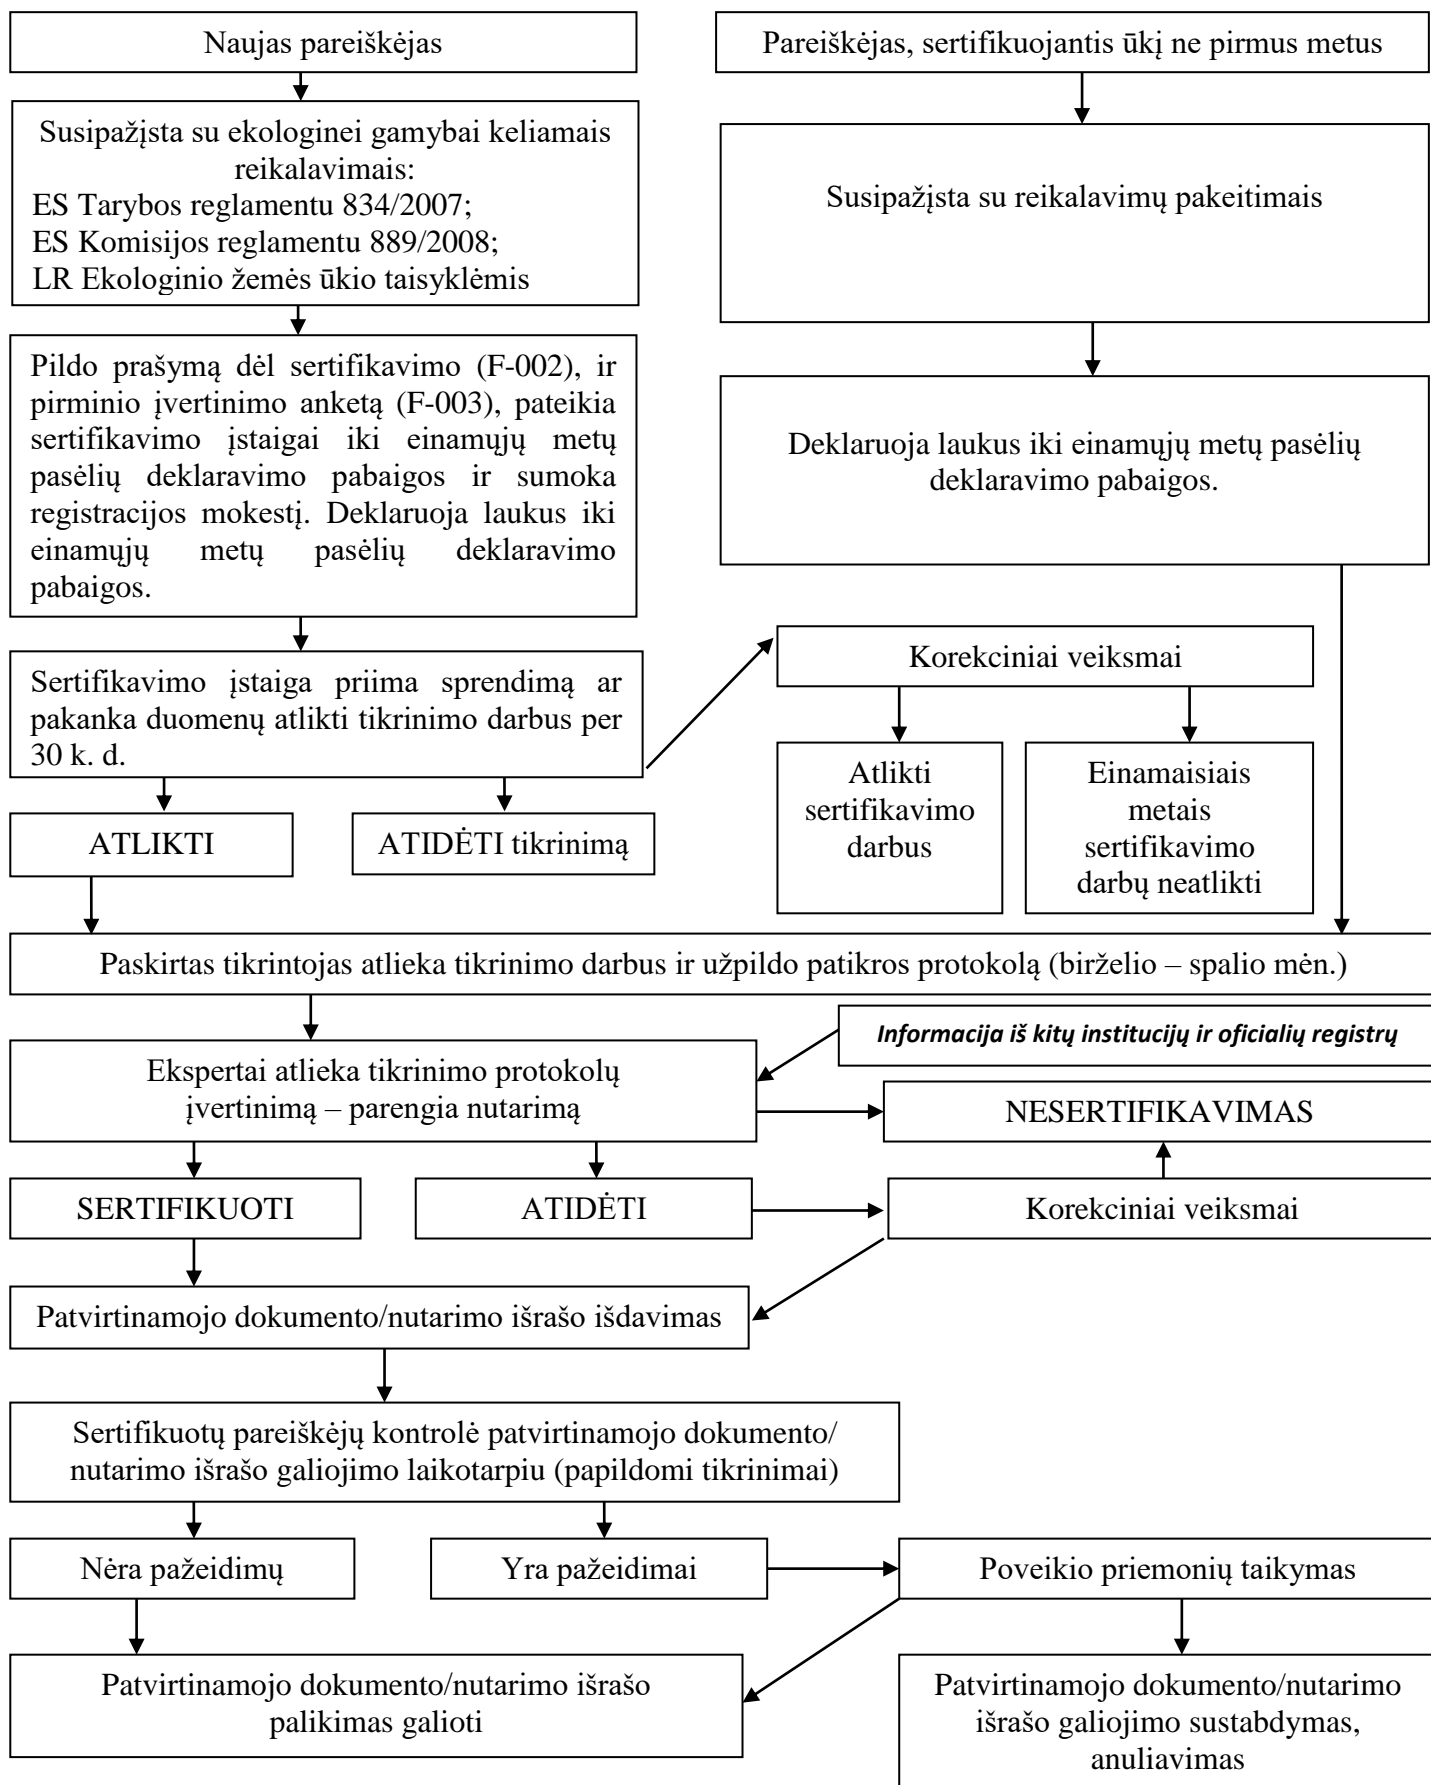 Naujas pareiškėjas
Pareiškėjas, sertifikuojantis ūkį ne pirmus metus
Susipažįsta su ekologinei gamybai keliamais
reikalavimais:
ES Tarybos reglamentu 834/2007;
ES Komisijos reglamentu 889/2008;
LR Ekologinio žemės ūkio taisyklėmis
Susipažįsta su reikalavimų pakeitimais
Pildo prašymą dėl sertifikavimo (F-002), ir
pirminio įvertinimo anketą (F-003), pateikia
sertifikavimo įstaigai iki einamųjų metų
pasėlių deklaravimo pabaigos ir sumoka
registracijos mokestį. Deklaruoja laukus iki
einamųjų metų pasėlių deklaravimo
pabaigos.
Deklaruoja laukus iki einamųjų metų pasėlių
deklaravimo pabaigos.
Sertifikavimo įstaiga priima sprendimą ar
pakanka duomenų atlikti tikrinimo darbus per
30 k. d.
Korekciniai veiksmai
ATLIKTI
ATIDĖTI tikrinimą
Atlikti
sertifikavimo
darbus
Einamaisiais
metais
sertifikavimo
darbų neatlikti
Paskirtas tikrintojas atlieka tikrinimo darbus ir užpildo patikros protokolą (birželio – spalio mėn.)
Informacija iš kitų institucijų ir oficialių registrų
Ekspertai atlieka tikrinimo protokolų
įvertinimą – parengia nutarimą
NESERTIFIKAVIMAS
SERTIFIKUOTI
ATIDĖTI
Korekciniai veiksmai
Patvirtinamojo dokumento/nutarimo išrašo išdavimas
Sertifikuotų pareiškėjų kontrolė patvirtinamojo dokumento/
nutarimo išrašo galiojimo laikotarpiu (papildomi tikrinimai)
Nėra pažeidimų
Yra pažeidimai
Poveikio priemonių taikymas
Patvirtinamojo dokumento/nutarimo išrašo
palikimas galioti
Patvirtinamojo dokumento/nutarimo
išrašo galiojimo sustabdymas,
anuliavimas